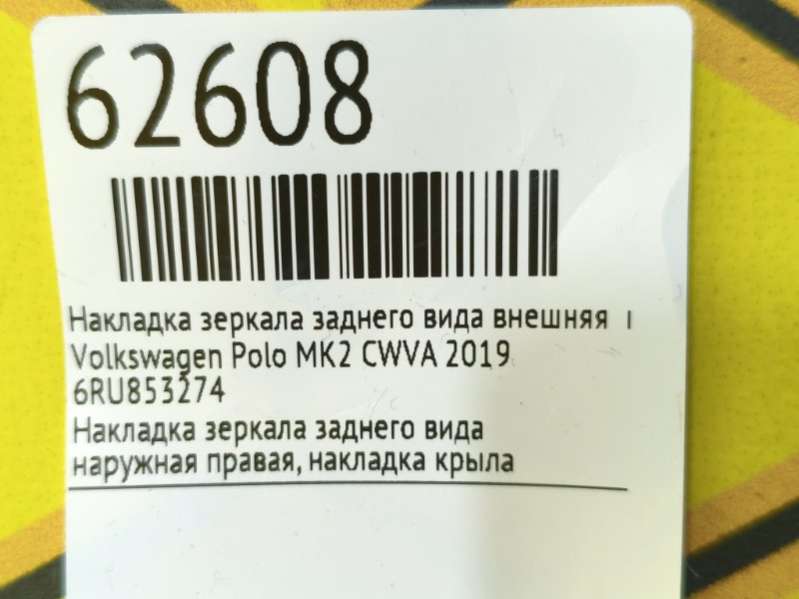 62608
Накладка зеркала заднего вида внешняя
Volkswagen Polo MK2 CWVA 2019
6RU853274
Накладка зеркала заднего вида
наружная правая, накладка крыла